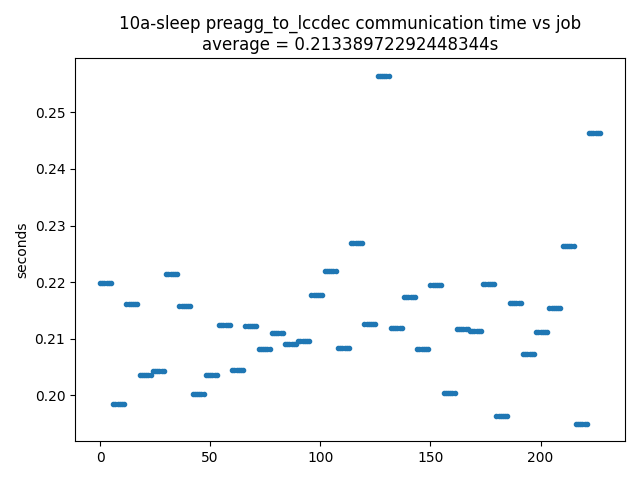 10a-sleep preagg_to_lccdec communication time vs job
average = 0.21338972292448344s
seconds
0.25
0.24
0.23
0.22
0.21
0.20
0 50 100 150 200